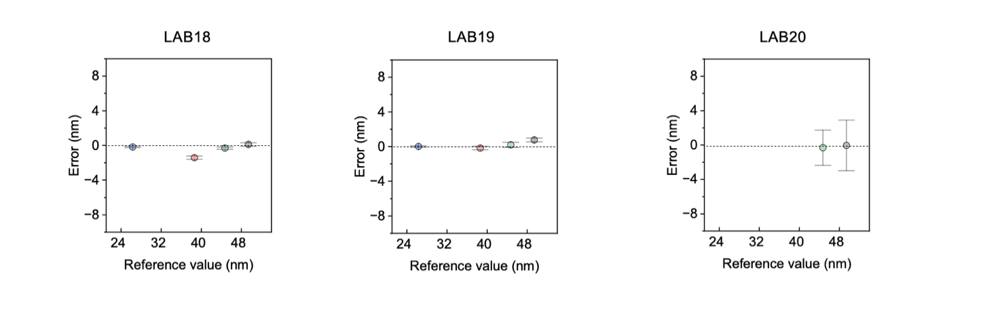 LAB18
8
4
0
−4
−8
Error (nm)
24 32 40 48
Reference value (nm)
LAB19
8
4
0
−4
−8
Error (nm)
24 32 40 48
Reference value (nm)
LAB20
8
4
0
−4
−8
Error (nm)
24 32 40 48
Reference value (nm)